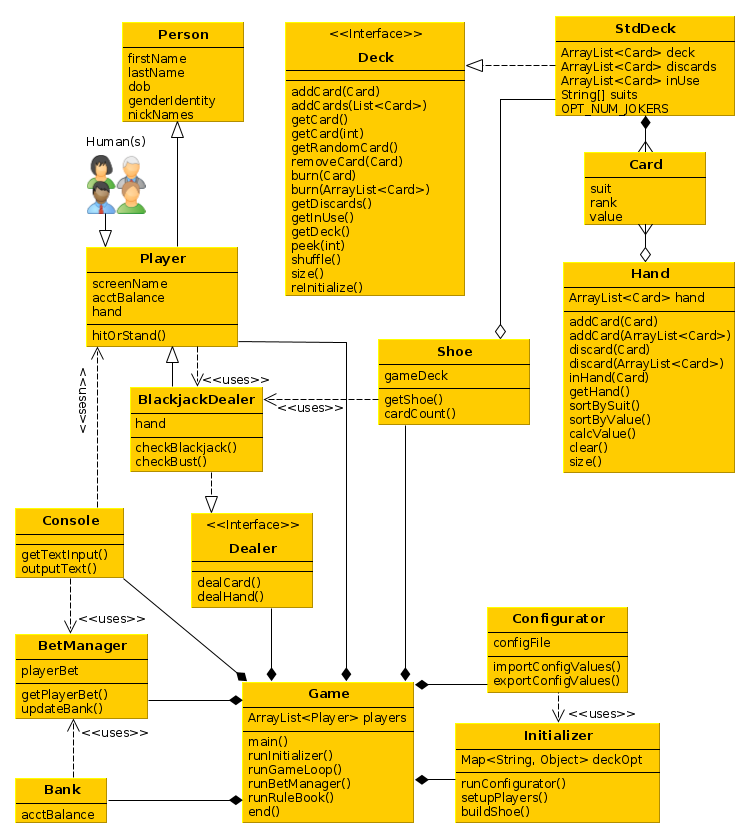 Person
firstName
lastName
dob
genderIdentity
nickNames
Human(s)
<<Interface>>
Deck
addCard(Card)
addCards(List<Card>)
getCard()
getCard(int)
getRandomCard()
removeCard(Card)
burn(Card)
burn(ArrayList<Card>)
getDiscards()
getInUse()
getDeck()
peek(int)
shuffle()
size()
reInitialize()
StdDeck
ArrayList<Card> deck
ArrayList<Card> discards
ArrayList<Card> inUse
String[] suits
OPT_NUM_JOKERS
Card
suit
rank
value
Hand
ArrayList<Card> hand
addCard(Card)
addCard(ArrayList<Card>)
discard(Card)
discard(ArrayList<Card>)
inHand(Card)
getHand()
sortBySuit()
sortByValue()
calcValue()
clear()
size()
Player
screenName
acctBalance
hand
hitOrStand()
<<uses>>
<<uses>>
<<uses>>
Shoe
gameDeck
getShoe()
cardCount()
BlackjackDealer
hand
checkBlackjack()
checkBust()
<<Interface>>
Dealer
dealCard()
dealHand()
Console
getTextInput()
outputText()
<<uses>>
BetManager
playerBet
getPlayerBet()
updateBank()
<<uses>>
Bank
acctBalance
Game
ArrayList<Player> players
main()
runInitializer()
runGameLoop()
runBetManager()
runRuleBook()
end()
Configurator
configFile
importConfigValues()
exportConfigValues()
<<uses>>
Initializer
Map<String, Object> deckOpt
runConfigurator()
setupPlayers()
buildShoe()